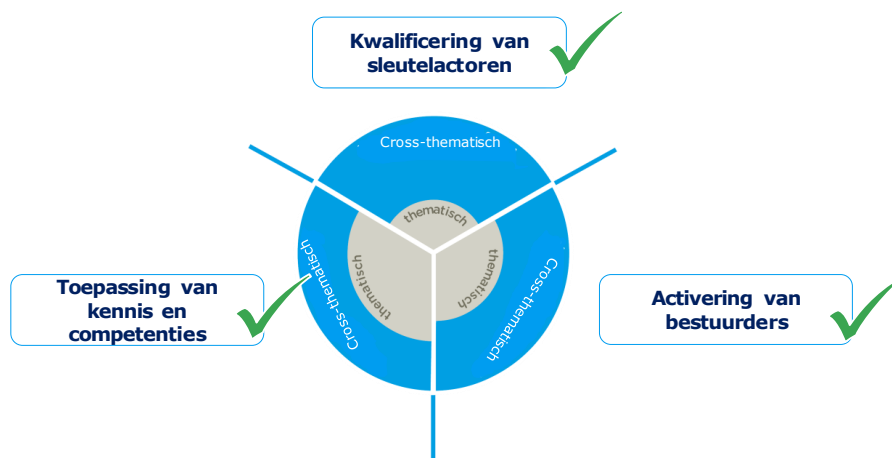 Kwalificering van
sleutelactoren
Cross-thematisch
thematisch
thematisch
thematisch
Cross-thematisch
Cross-thematisch
Toepassing van
kennis en
competenties
Activering van
bestuurders